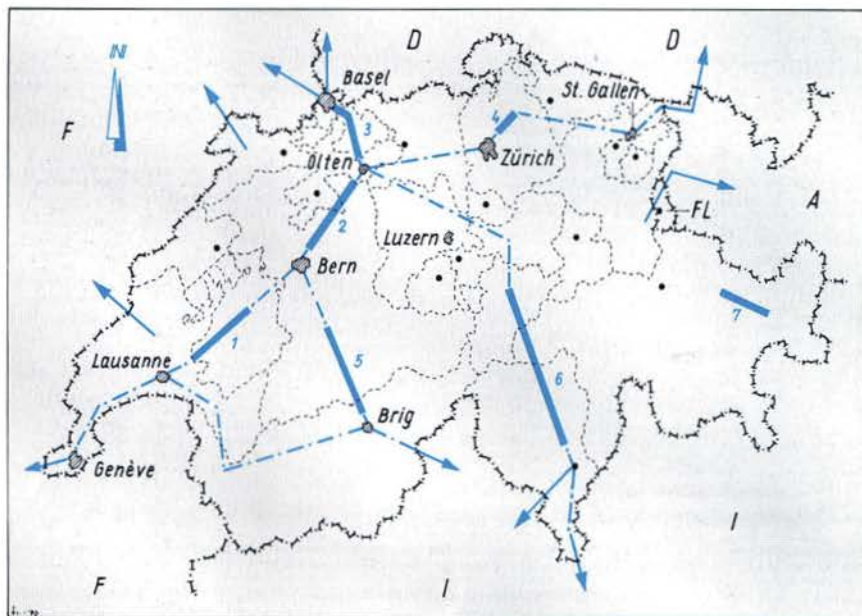 D
D
N
Basel
St. Gallen
F
3
4
Olten
Zürich
A
2
FL
Luzern
Bern
7
1
Lausanne
5
6
Brig
Genève
I
F
I